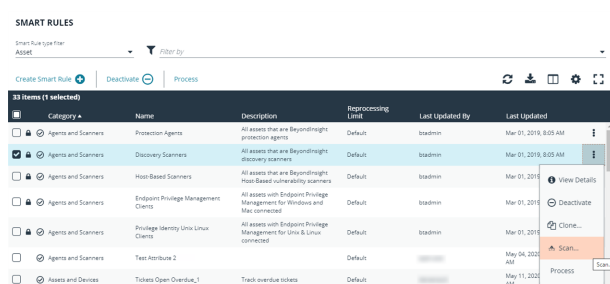 SMART RULES
Smart Rule type filter
Asset
Filter by
Create Smart Rule Deactivate Process
33 items (1 selected)
Category Name Description Reprocessing Limit Last Updated By Last Updated
Agents and Scanners Protection Agents All assets that are BeyondInsight protection agents Default btadmin Mar 01, 2019, 8:05 AM
Agents and Scanners Discovery Scanners All assets that are BeyondInsight discovery scanners Default btadmin Mar 01, 2019, 8:05 AM
Agents and Scanners Host-Based Scanners All assets that are BeyondInsight Host-Based vulnerability scanners Default btadmin Mar 01, 2019
View Details
Agents and Scanners Endpoint Privilege Management Clients All assets with Endpoint Privilege Management for Windows and Mac connected Default btadmin Mar 01, 2019
Deactivate
Clone...
Agents and Scanners Privilege Identity Unix Linux Clients All assets with Endpoint Privilege Management for Unix & Linux connected Default btadmin Mar 01, 2019
Scan...
Agents and Scanners Test Attribute 2 Default May 04, 2020 AM
Scan.
Process
Assets and Devices Tickets Open Overdue_1 Track overdue tickets Default May 11, 2020 AM